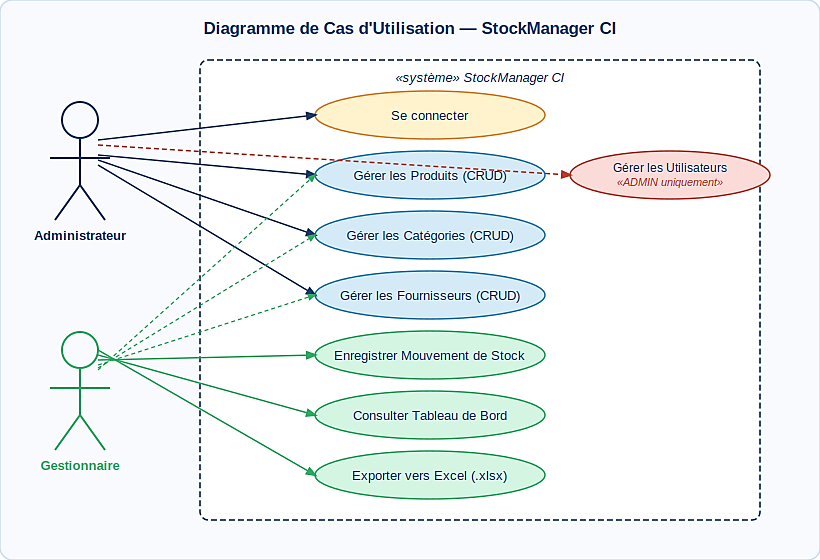 Diagramme de Cas d'Utilisation — StockManager CI
«système» StockManager CI
Se connecter
Gérer les Produits (CRUD)
Gérer les Utilisateurs
«ADMIN uniquement»
Gérer les Catégories (CRUD)
Administrateur
Gérer les Fournisseurs (CRUD)
Enregistrer Mouvement de Stock
Consulter Tableau de Bord
Gestionnaire
Exporter vers Excel (.xlsx)